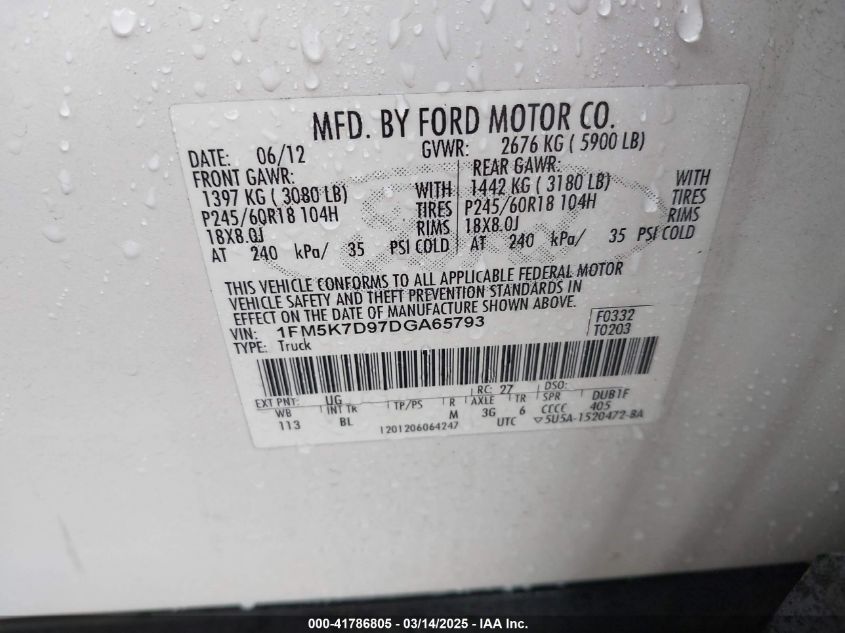 MFD. BY FORD MOTOR CO.
DATE: 06/12 GVWR: 2676 KG ( 5900 LB)
FRONT GAWR: REAR GAWR:
1397 KG ( 3080 LB) WITH 1442 KG ( 3180 LB) WITH
P245/60R18 104H TIRES P245/60R18 104H TIRES
18X8.0J RIMS 18X8.0J RIMS
AT 240 kPa/ 35 PSI COLD AT 240 kPa/ 35 PSI COLD
THIS VEHICLE CONFORMS TO ALL APPLICABLE FEDERAL MOTOR
VEHICLE SAFETY AND THEFT PREVENTION STANDARDS IN
EFFECT ON THE DATE OF MANUFACTURE SHOWN ABOVE.
VIN: 1FM5K7D97DGA65793 F0332
TYPE: Truck T0203
EXT PNT: UG RC: 27 DSO:
WB INT TR TP/PS R AXLE TR SPR DUB1F
113 BL M 3G 6 CCCC 405
1201206064247 UTC ▽5U5A-1520472-BA
000-41786805 - 03/14/2025 - IAA Inc.